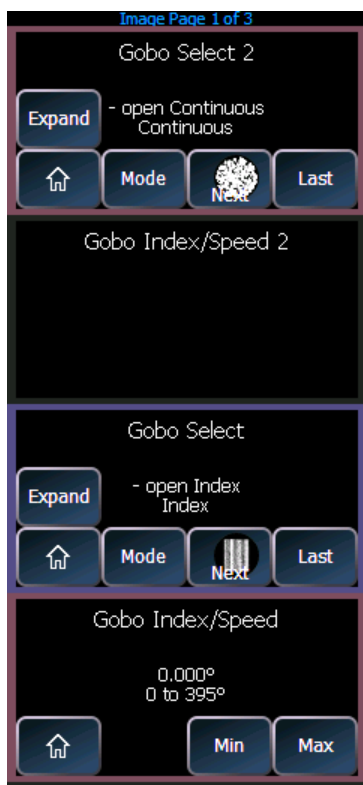 Image Page 1 of 3
Gobo Select 2
Expand
- open Continuous
Continuous
Mode
Next
Last
Gobo Index/Speed 2
Gobo Select
Expand
- open Index
Index
Mode
Next
Last
Gobo Index/Speed
0.000°
0 to 395°
Min
Max